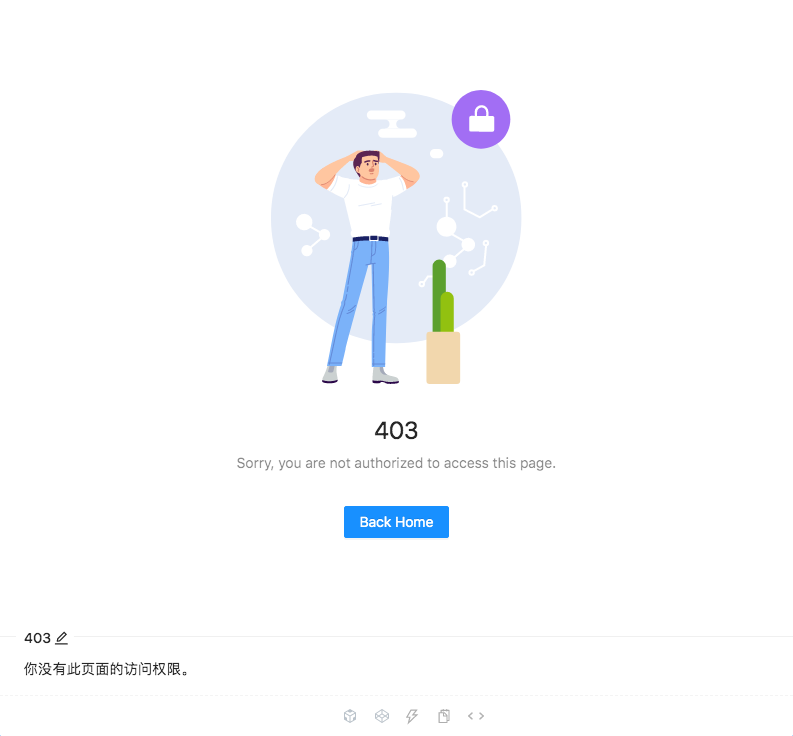 403
Sorry, you are not authorized to access this page.
Back Home
403
你没有此页面的访问权限。